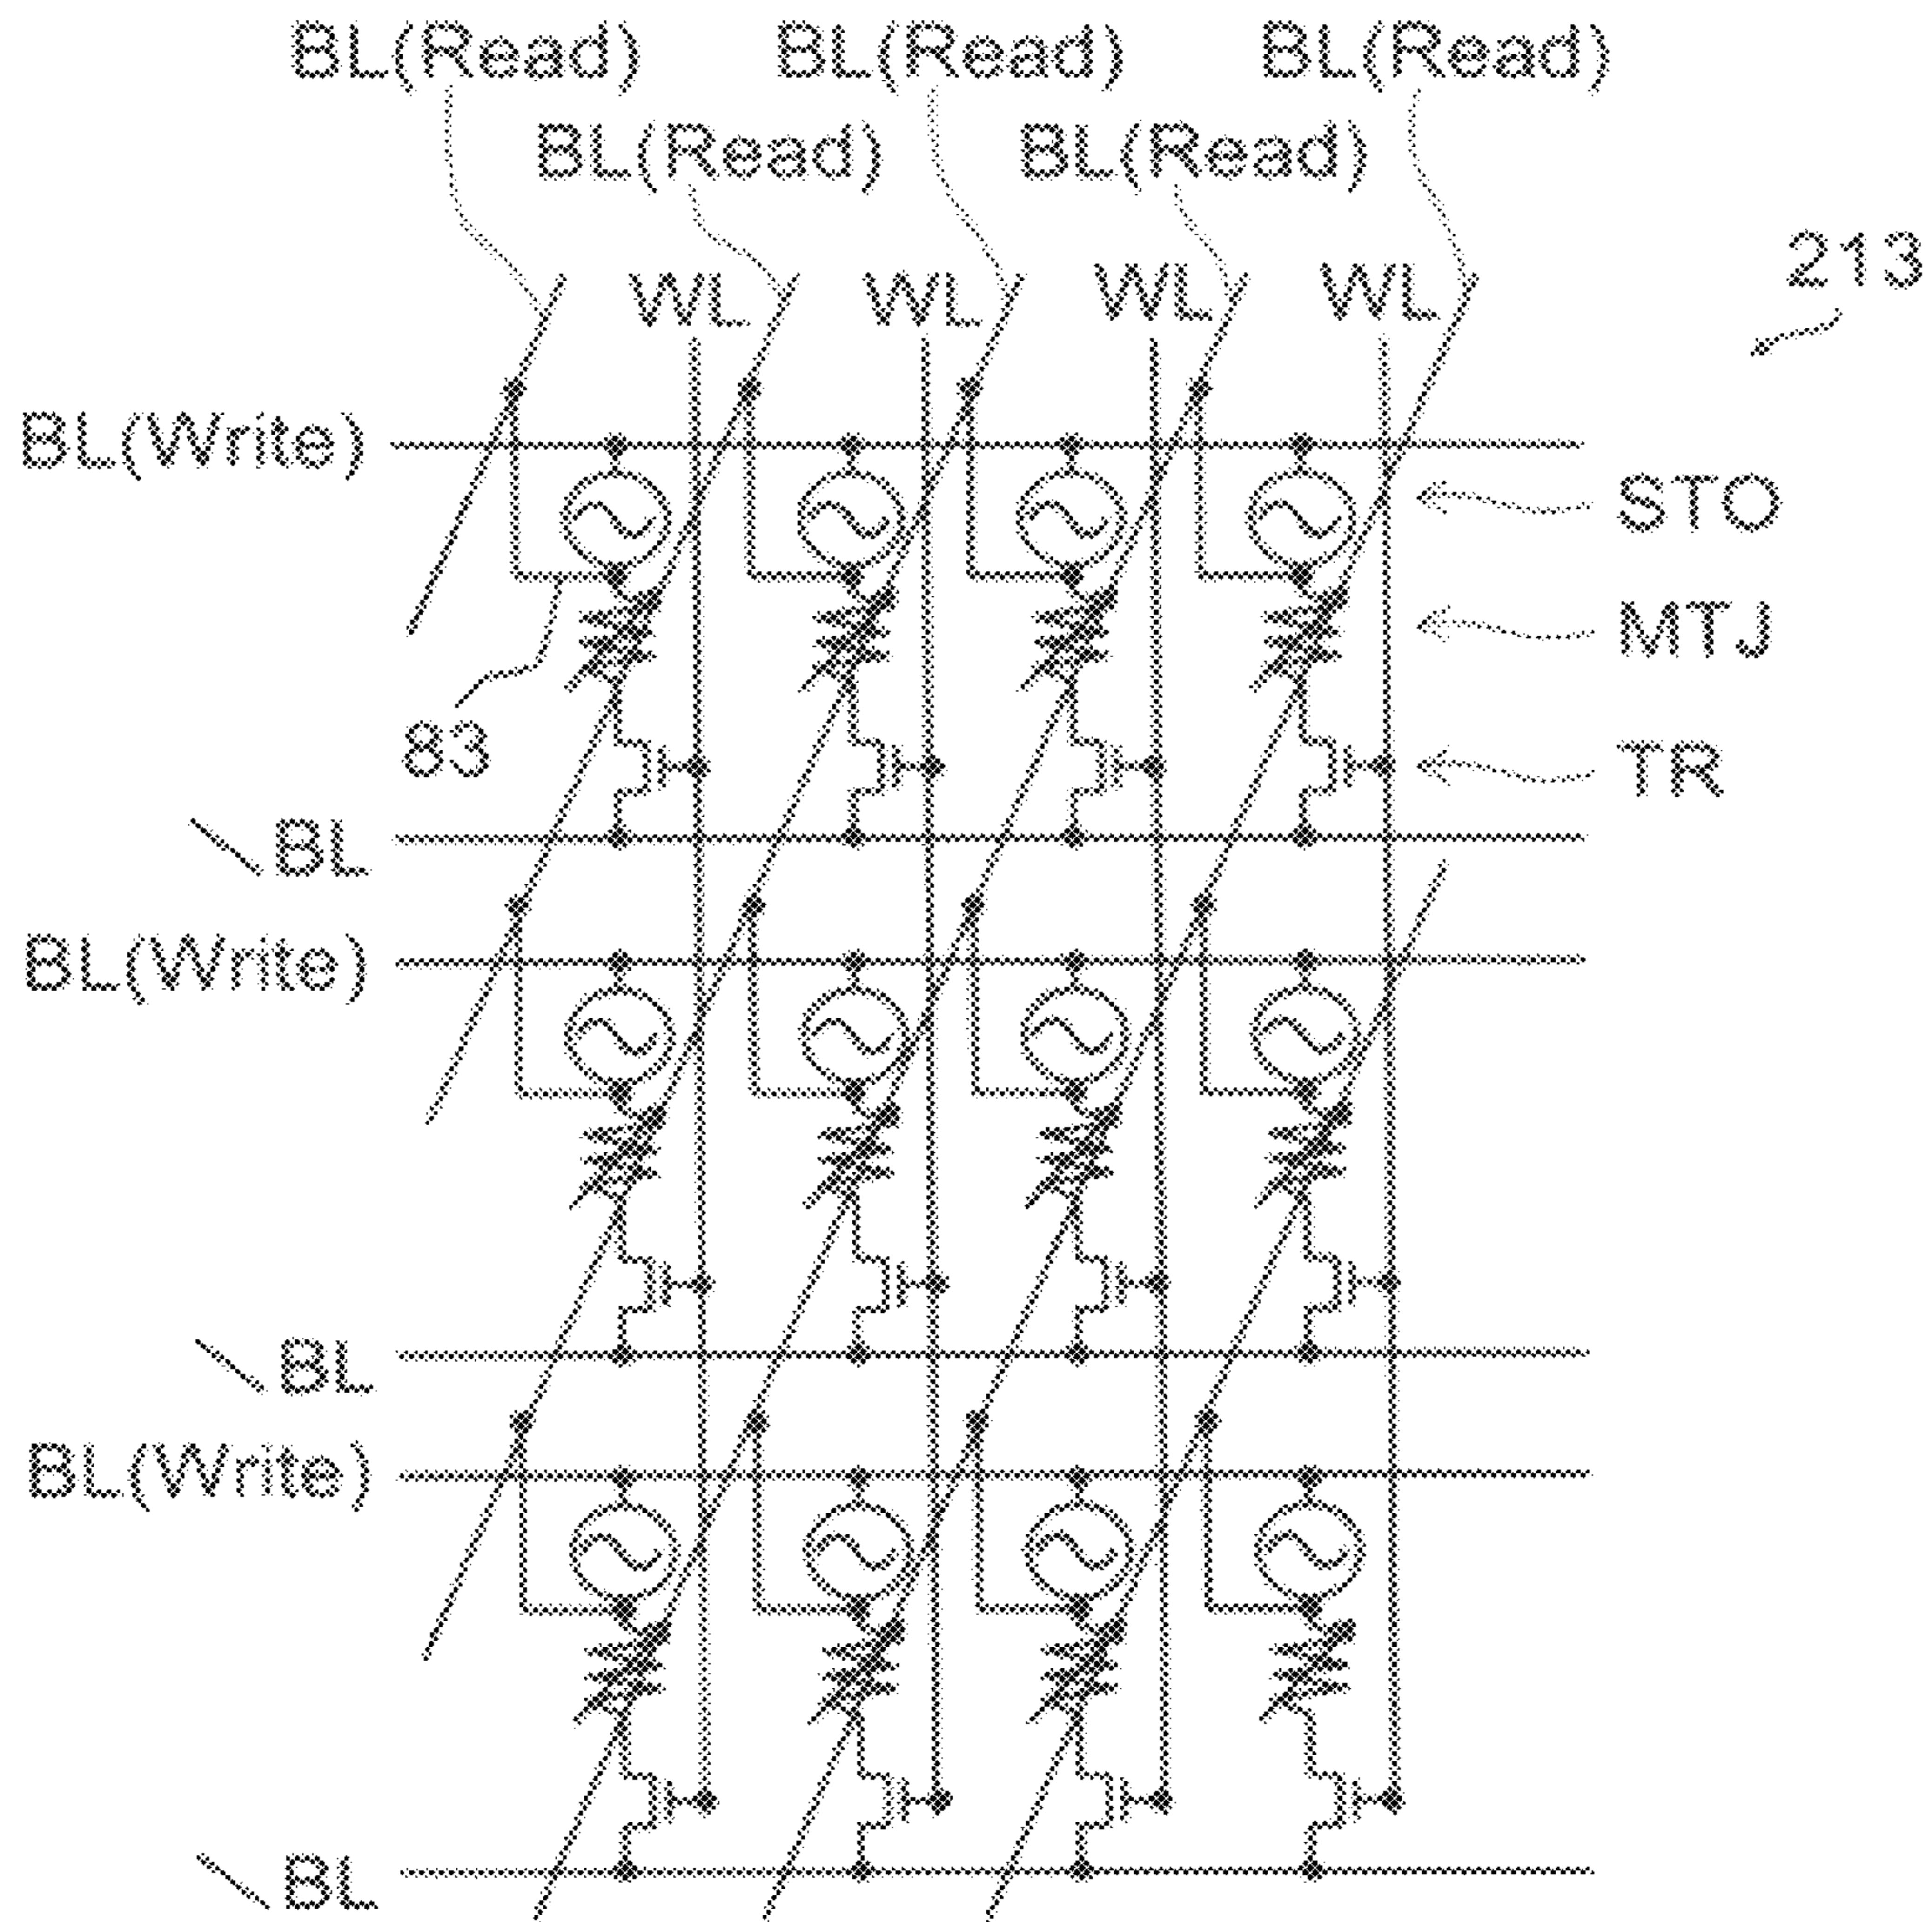 BL(Read) BL(Read) BL(Read)
BL(Read) BL(Read)
213
WL WL WL WL
BL(Write)
STO
MTJ
83
TR
\ BL
BL(Write)
\ BL
BL(Write)
\ BL